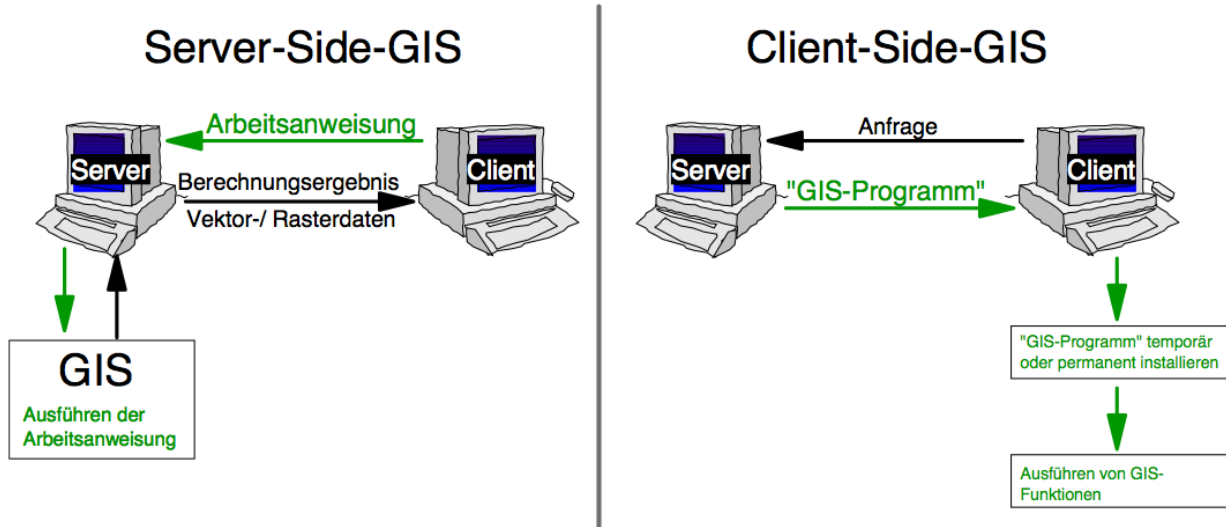 Server-Side-GIS
Arbeitsanweisung
Server
Client
Berechnungsergebnis
Vektor-/ Rasterdaten
GIS
Ausführen der
Arbeitsanweisung
Client-Side-GIS
Anfrage
Server
Client
"GIS-Programm"
"GIS-Programm" temporär
oder permanent installieren
Ausführen von GIS-
Funktionen